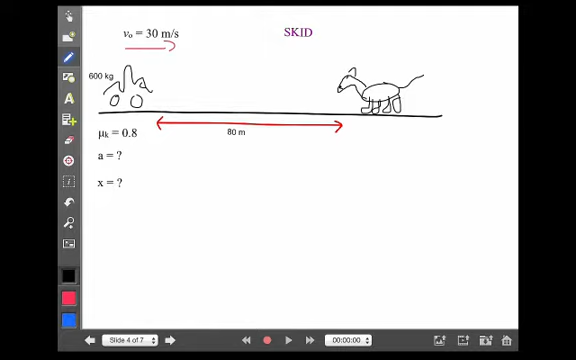 v₀ = 30 m/s
SKID
600 kg
80 m
μₖ = 0.8
a = ?
x = ?
Slide 4 of 7
00:00:00